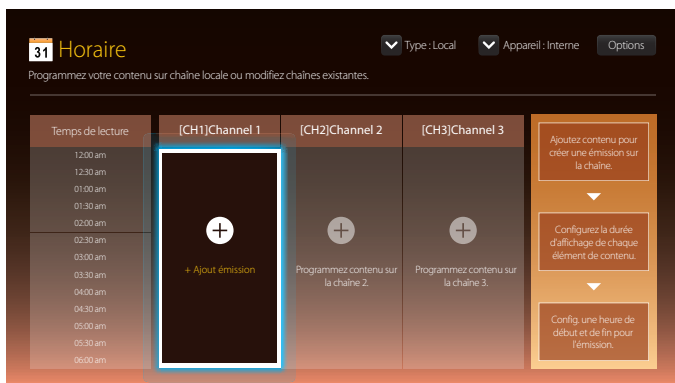 31 Horaire
Type : Local
Appareil : Interne
Options
Programmez votre contenu sur chaîne locale ou modifiez chaînes existantes.
Temps de lecture
[CH1]Channel 1
[CH2]Channel 2
[CH3]Channel 3
12:00 am
12:30 am
01:00 am
01:30 am
02:00 am
02:30 am
03:00 am
03:30 am
04:00 am
04:30 am
05:00 am
05:30 am
06:00 am
+ Ajout émission
Programmez contenu sur
la chaîne 2.
Programmez contenu sur
la chaîne 3.
Ajoutez contenu pour
créer une émission sur
la chaîne.
Configurez la durée
d'affichage de chaque
élément de contenu.
Config. une heure de
début et de fin pour
l'émission.